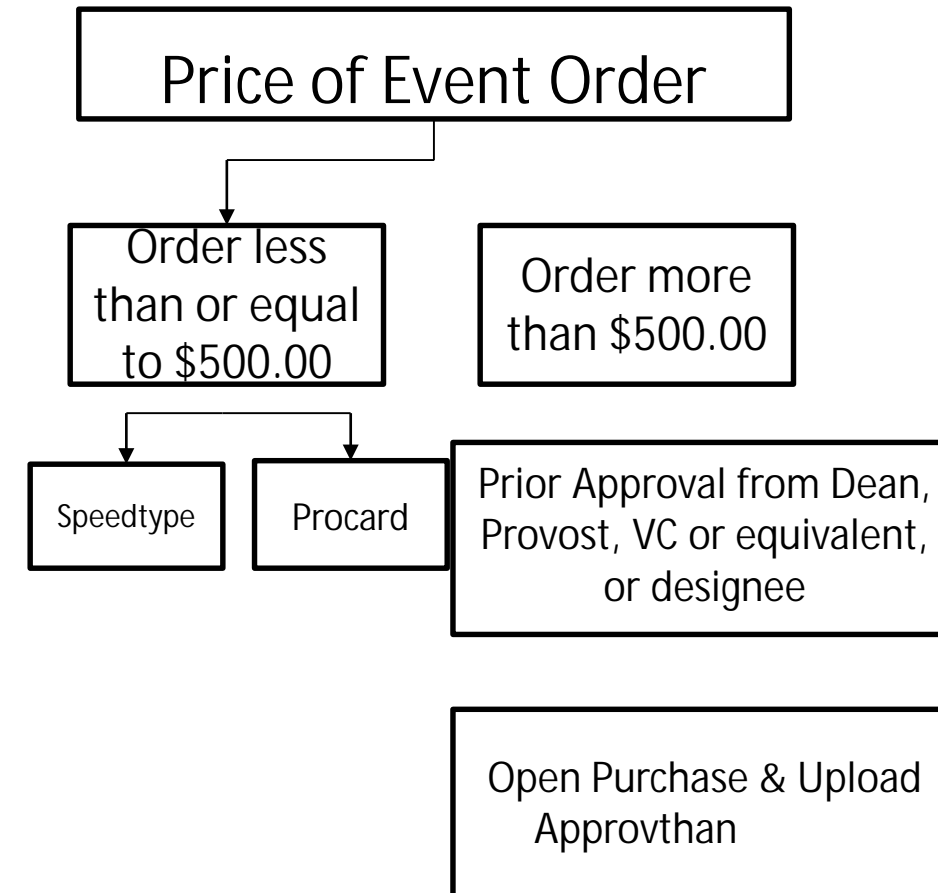 Price of Event Order
Order less
than or equal
to $500.00
Order more
than $500.00
Speedtype
Procard
Prior Approval from Dean,
Provost, VC or equivalent,
or designee
Open Purchase & Upload
Approvthan